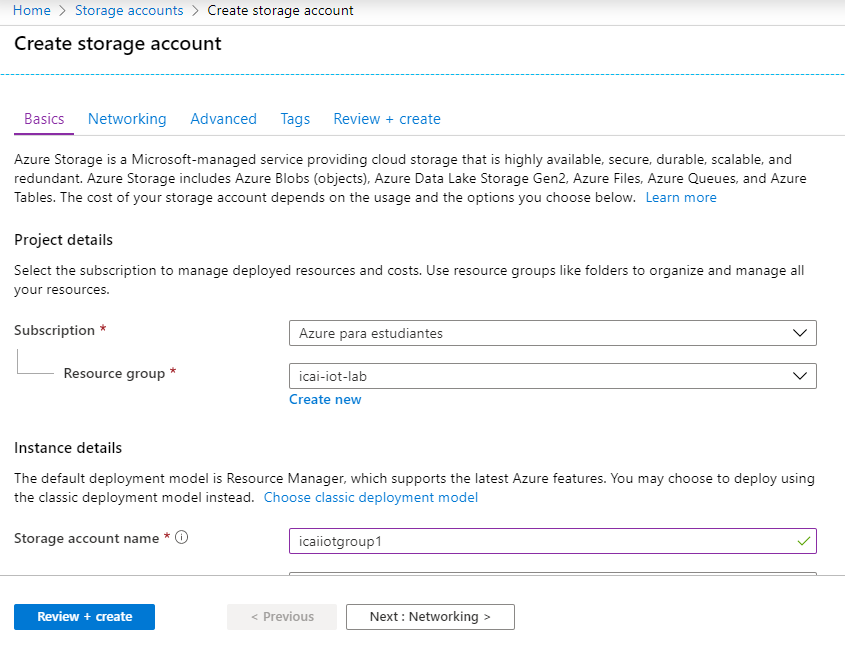 Home > Storage accounts > Create storage account
Create storage account
Basics Networking Advanced Tags Review + create
Azure Storage is a Microsoft-managed service providing cloud storage that is highly available, secure, durable, scalable, and
redundant. Azure Storage includes Azure Blobs (objects), Azure Data Lake Storage Gen2, Azure Files, Azure Queues, and Azure
Tables. The cost of your storage account depends on the usage and the options you choose below. Learn more
Project details
Select the subscription to manage deployed resources and costs. Use resource groups like folders to organize and manage all
your resources.
Subscription * Azure para estudiantes
Resource group * icai-iot-lab
Create new
Instance details
The default deployment model is Resource Manager, which supports the latest Azure features. You may choose to deploy using
the classic deployment model instead. Choose classic deployment model
Storage account name * icaiiotgroup1
Review + create < Previous Next : Networking >